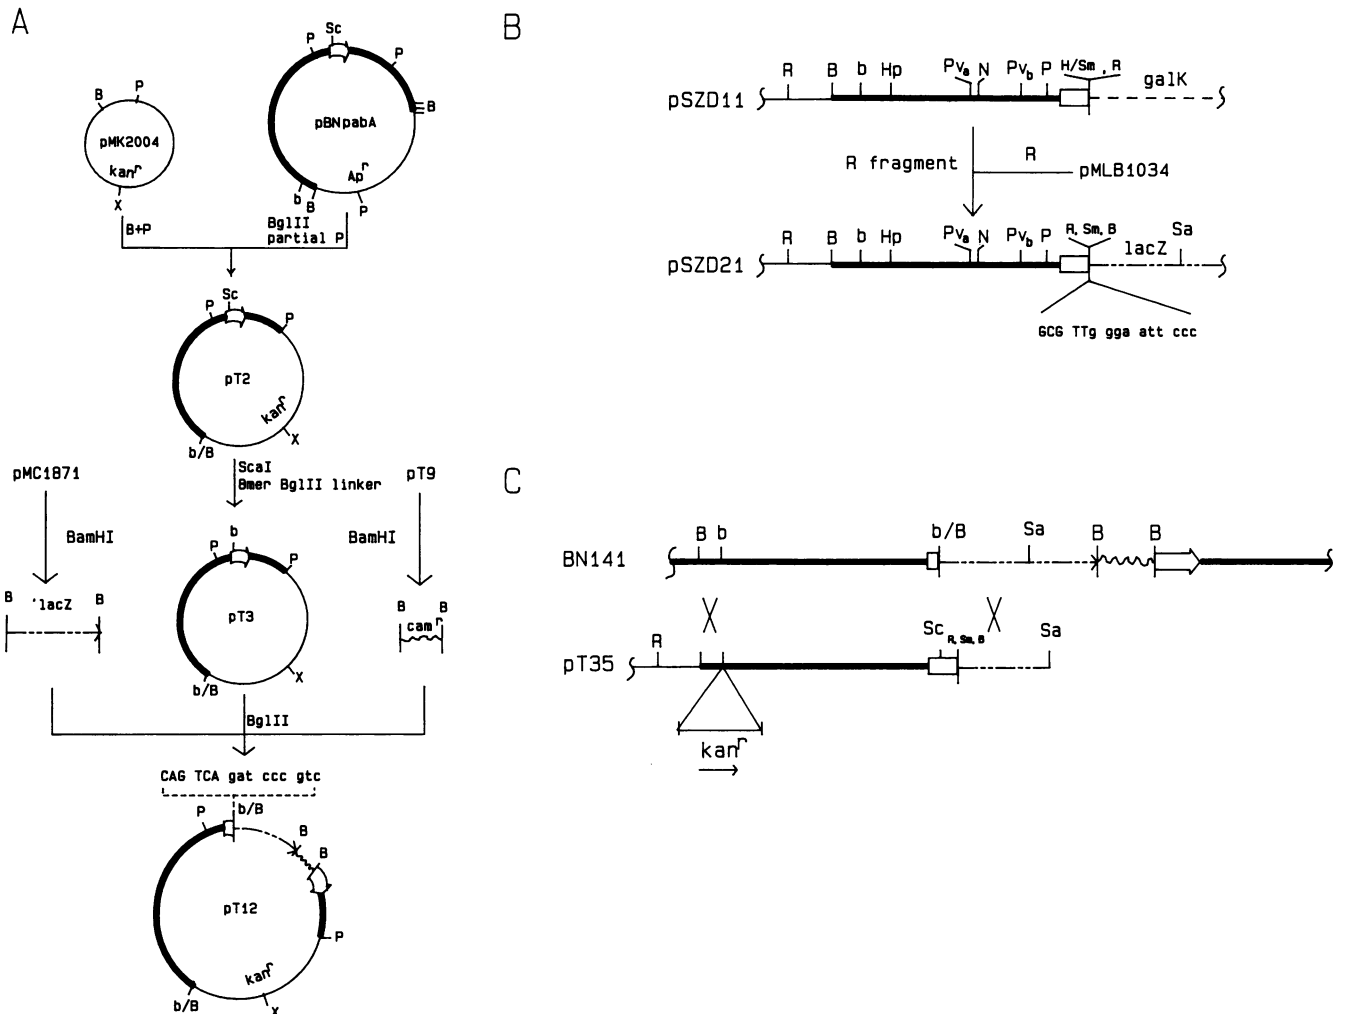 A
P Sc P
B P
B
pMK2004
pBNpabA
kanr
Apr
X
b B P
B+P
BglII
partial P
P Sc P
pT2
kanr
b/B X
pMC1871
ScaI
8mer BglII linker
pT9
BamHI
BamHI
P b P
B 'lacZ B
pT3
B B
camr
b/B X
BglII
CAG TCA gat ccc gtc
P b/B B B
pT12
P
kanr
b/B X
B
pSZD11 R B b Hp Pva N Pvb P H/Sm, R galK
R fragment R pMLB1034
pSZD21 R B b Hp Pva N Pvb P R, Sm, B lacZ Sa
GCG TTg gga att ccc
C
BN141 B b b/B Sa B B
pT35 R Sc R, Sm, B Sa
kanr